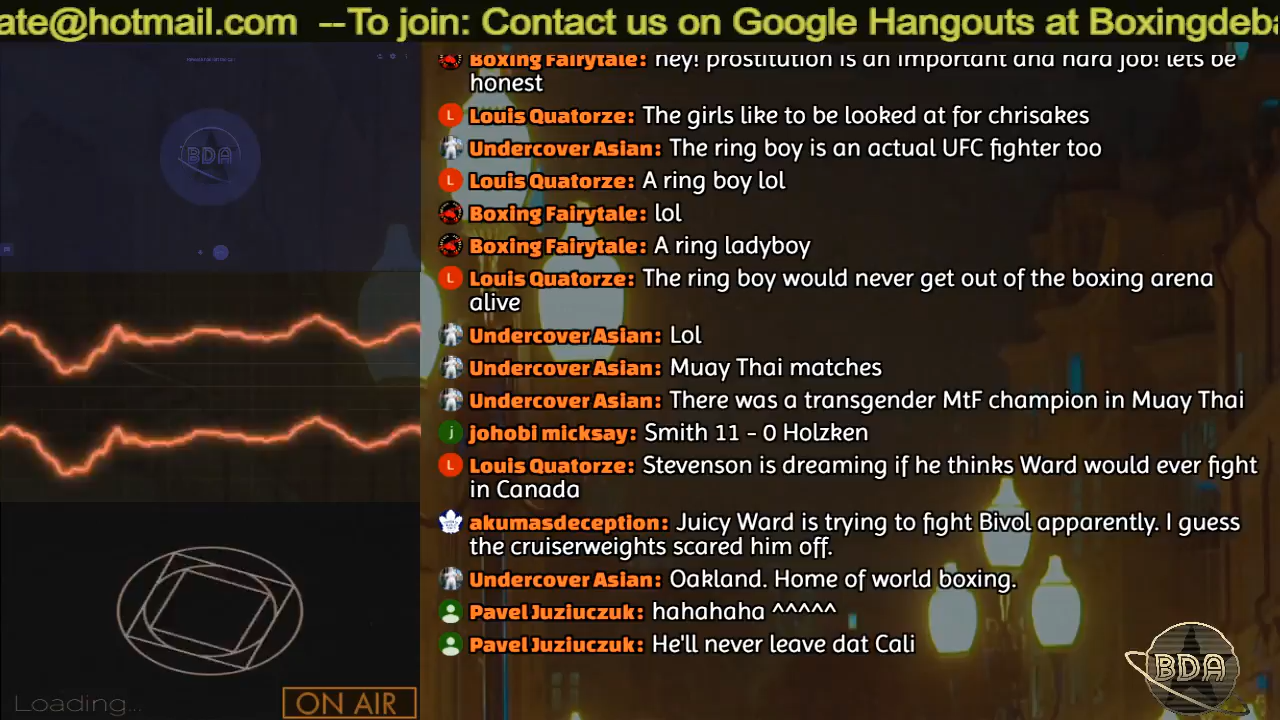 ate@hotmail.com --To join: Contact us on Google Hangouts at Boxingdeba
BDA
Boxing Fairytale: hey! prostitution is an important and hard job! lets be
honest
Louis Quatorze: The girls like to be looked at for chrisakes
Undercover Asian: The ring boy is an actual UFC fighter too
Louis Quatorze: A ring boy lol
Boxing Fairytale: lol
Boxing Fairytale: A ring ladyboy
Louis Quatorze: The ring boy would never get out of the boxing arena
alive
Undercover Asian: Lol
Undercover Asian: Muay Thai matches
Undercover Asian: There was a transgender MtF champion in Muay Thai
johobi micksay: Smith 11 - 0 Holzken
Louis Quatorze: Stevenson is dreaming if he thinks Ward would ever fight
in Canada
akumasdeception: Juicy Ward is trying to fight Bivol apparently. I guess
the cruiserweights scared him off.
Undercover Asian: Oakland. Home of world boxing.
Pavel Juziuczuk: hahahaha ^^^^^
Pavel Juziuczuk: He'll never leave dat Cali
Loading...
ON AIR
BDA